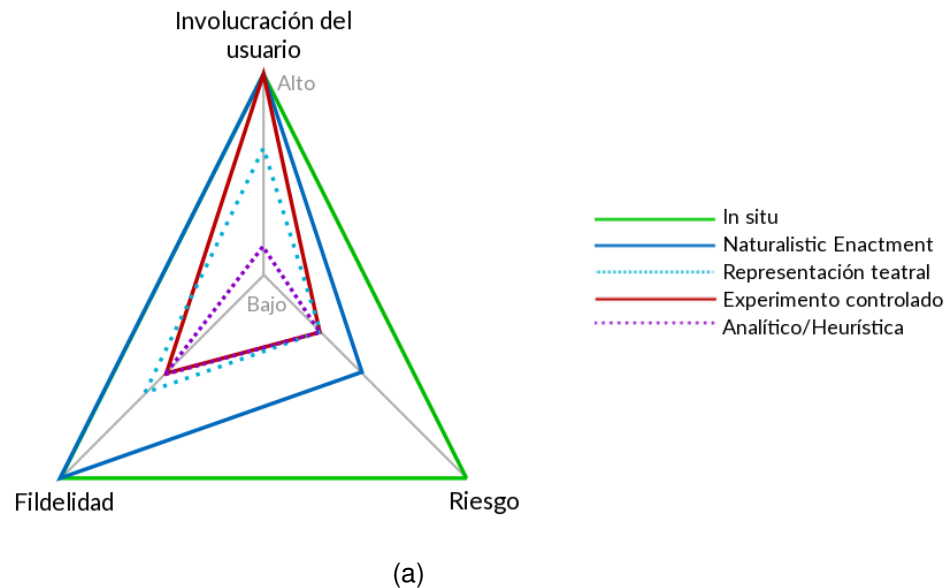 Involucración del
usuario
Alto
Bajo
Fildelidad
Riesgo
In situ
Naturalistic Enactment
Representación teatral
Experimento controlado
Analítico/Heurística
(a)